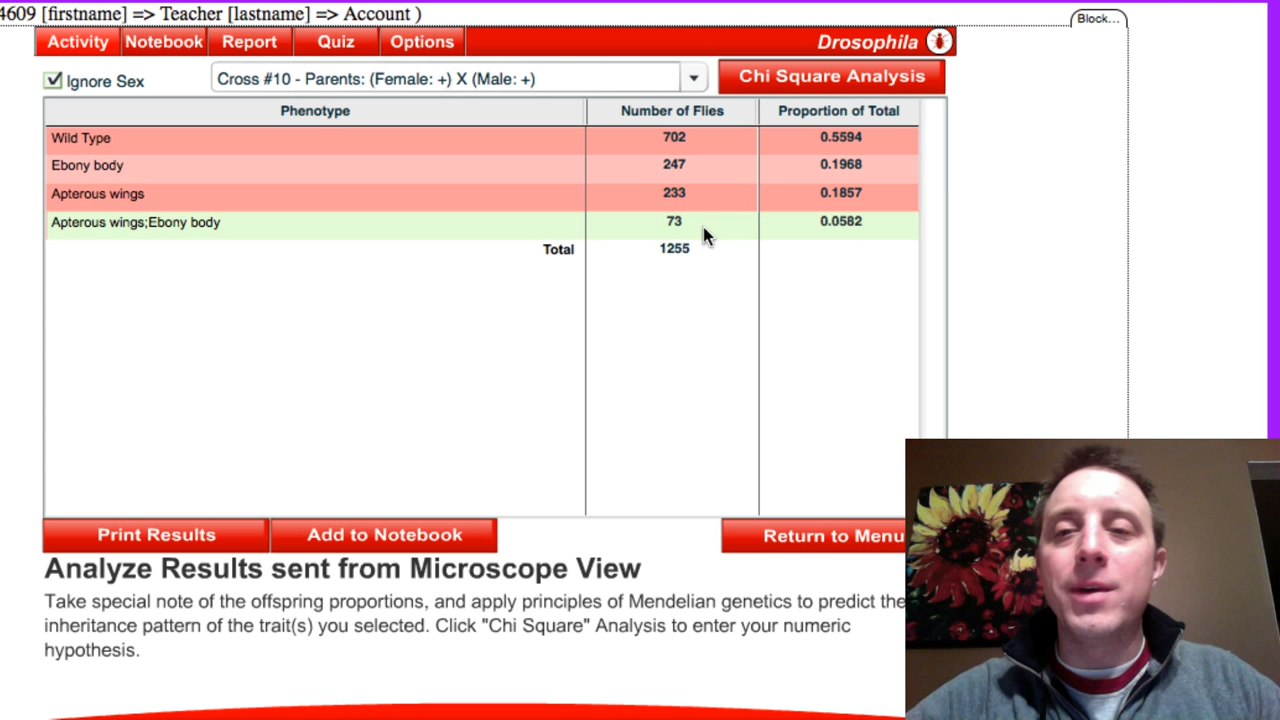 4609 [firstname] => Teacher [lastname] => Account )
Block...
Activity Notebook Report Quiz Options Drosophila
Ignore Sex Cross #10 - Parents: (Female: +) X (Male: +) Chi Square Analysis
Phenotype Number of Flies Proportion of Total
Wild Type 702 0.5594
Ebony body 247 0.1968
Apterous wings 233 0.1857
Apterous wings;Ebony body 73 0.0582
Total 1255
Print Results Add to Notebook Return to Menu
Analyze Results sent from Microscope View
Take special note of the offspring proportions, and apply principles of Mendelian genetics to predict the
inheritance pattern of the trait(s) you selected. Click "Chi Square" Analysis to enter your numeric
hypothesis.